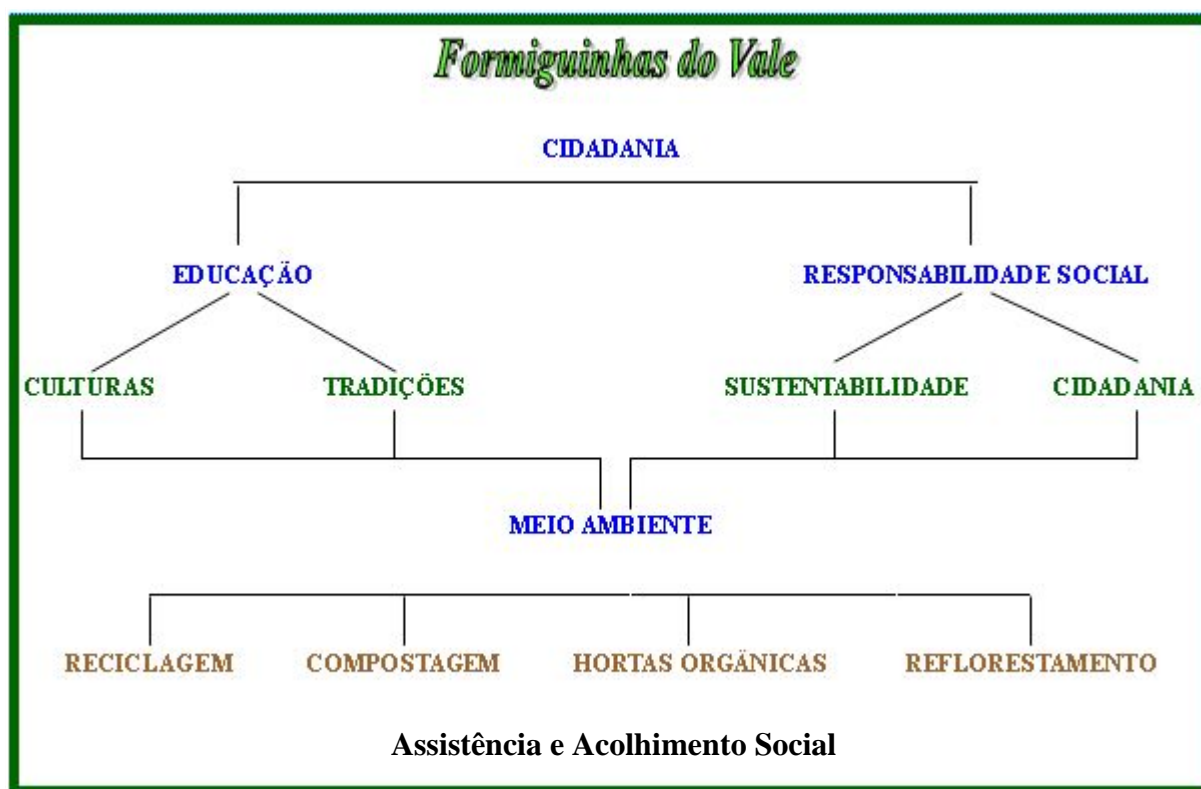 Formiguinhas do Vale
CIDADANIA
EDUCAÇÃO RESPONSABILIDADE SOCIAL
CULTURAS TRADIÇÕES SUSTENTABILIDADE CIDADANIA
MEIO AMBIENTE
RECICLAGEM COMPOSTAGEM HORTAS ORGÂNICAS REFLORESTAMENTO
Assistência e Acolhimento Social